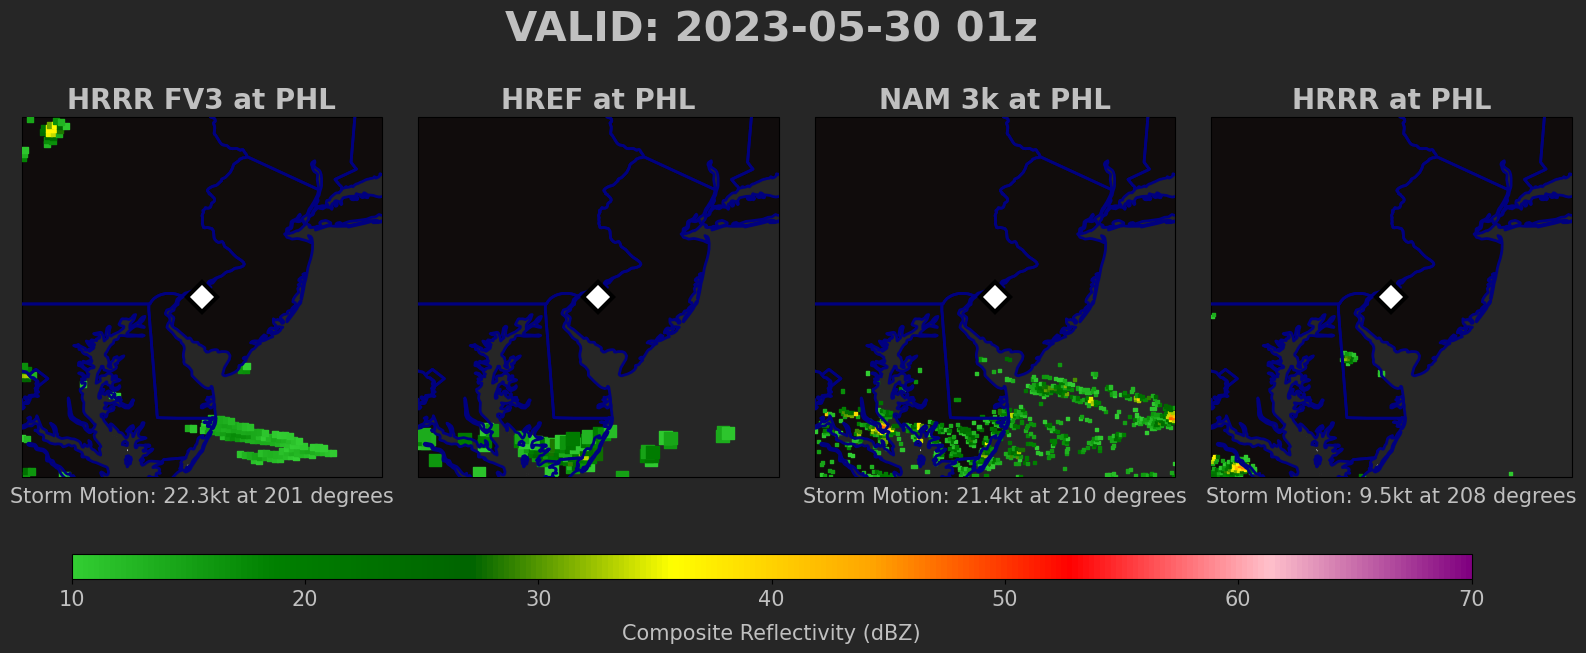 VALID: 2023-05-30 01z
HRRR FV3 at PHL
HREF at PHL
NAM 3k at PHL
HRRR at PHL
Storm Motion: 22.3kt at 201 degrees
Storm Motion: 21.4kt at 210 degrees
Storm Motion: 9.5kt at 208 degrees
10 20 30 40 50 60 70
Composite Reflectivity (dBZ)